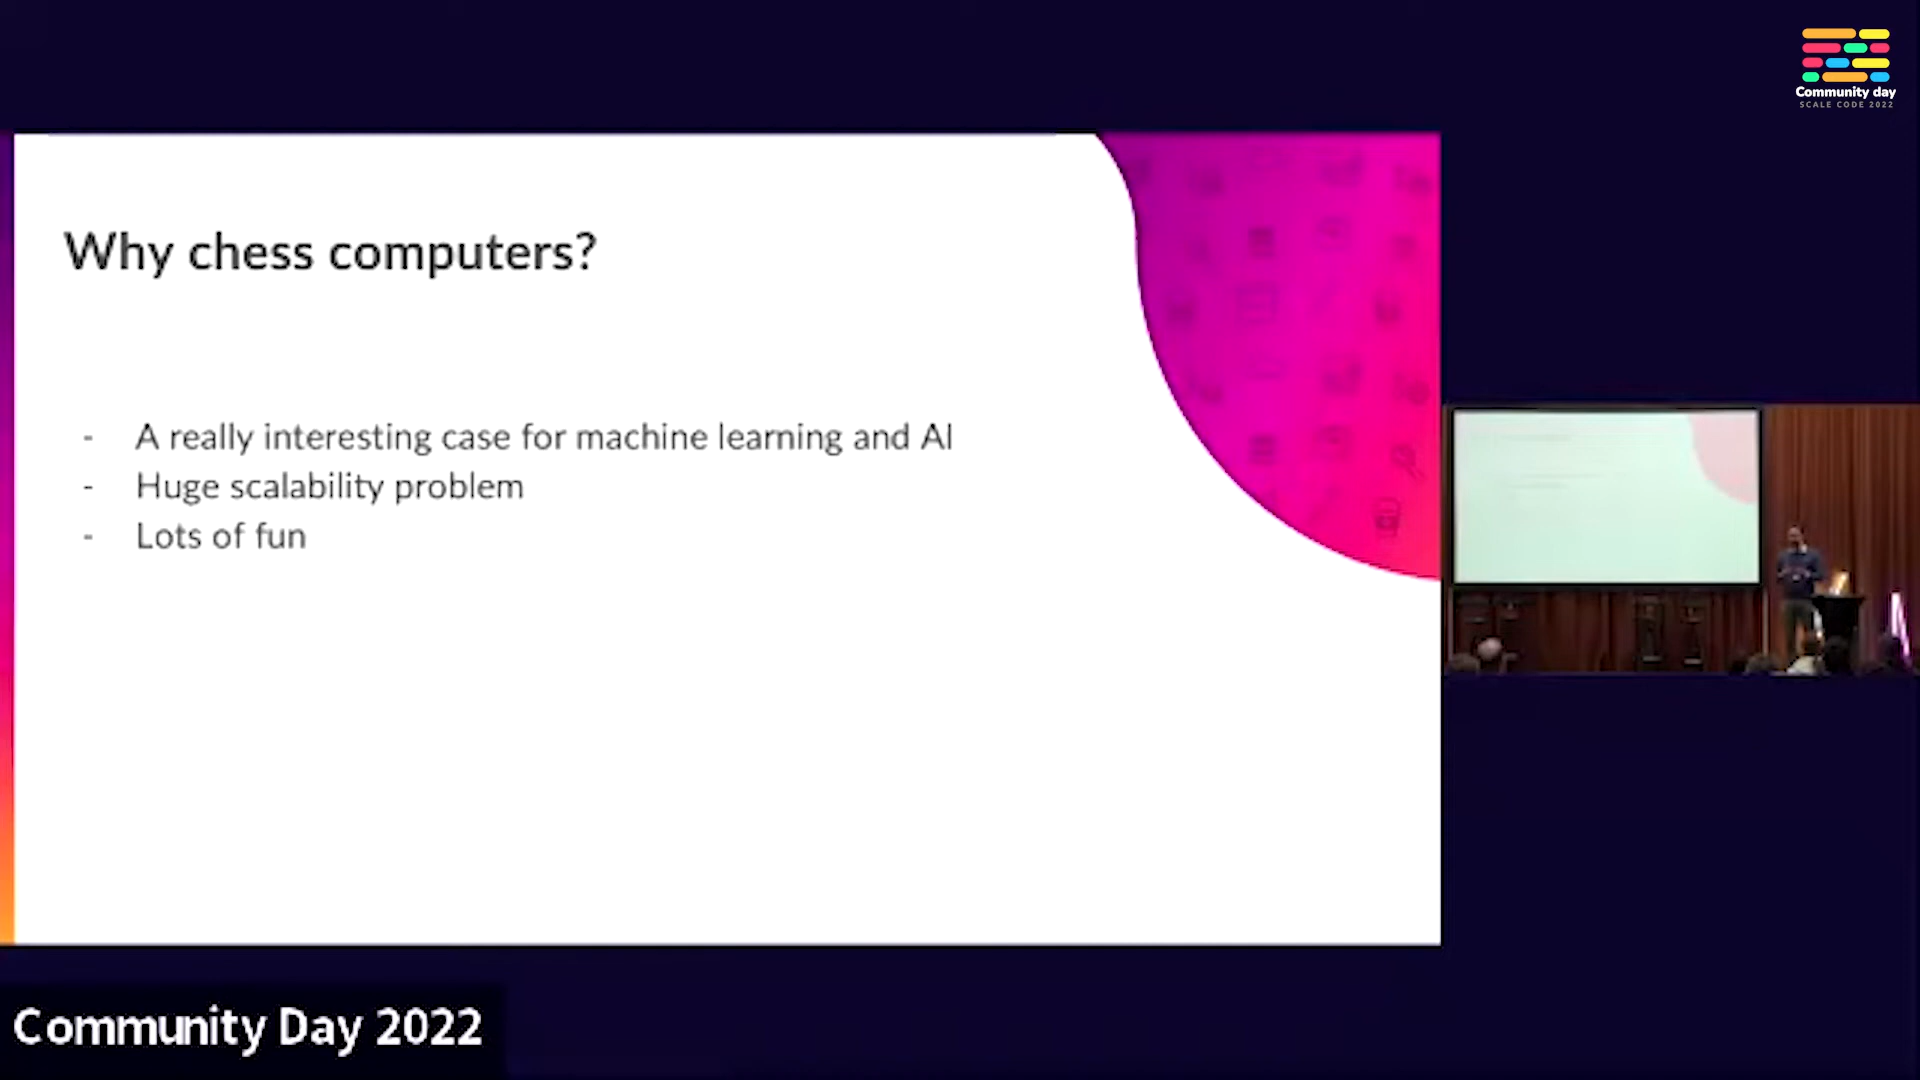 Community day
SCALE CODE 2022
Why chess computers?
- A really interesting case for machine learning and AI
- Huge scalability problem
- Lots of fun
Community Day 2022